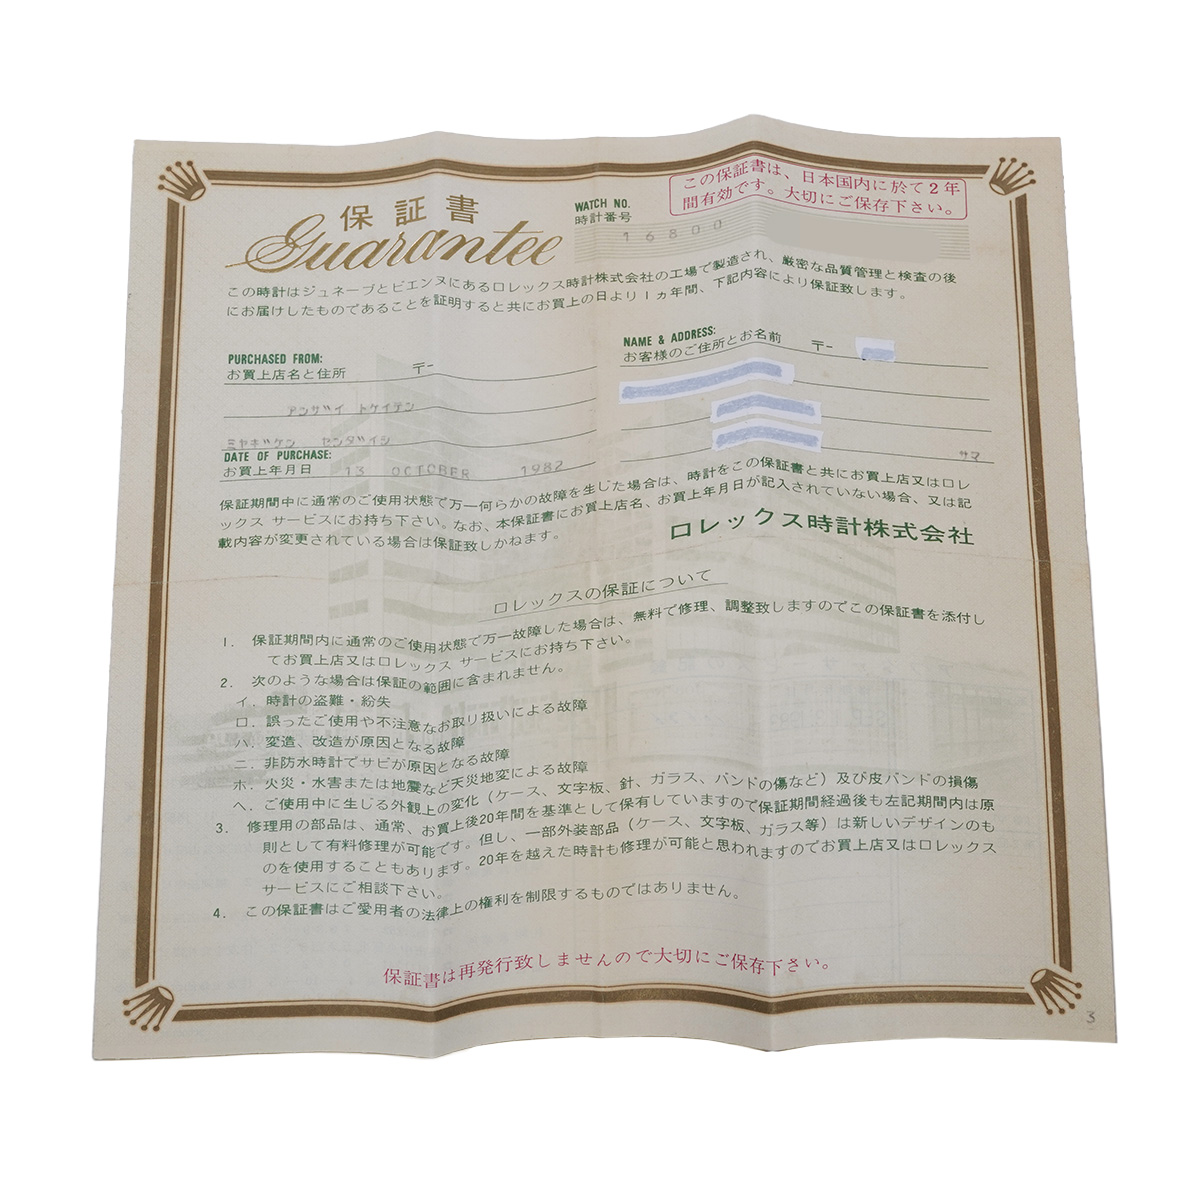 この保証書は、日本国内に於て2年
間有効です。大切にご保存下さい。
保証書
Guarantee
WATCH NO.
時計番号
16800
この時計はジュネーブとビエンヌにあるロレックス時計株式会社の工場で製造され、厳密な品質管理と検査の後
にお届けしたものであることを証明すると共にお買上の日より1ヵ年間、下記内容により保証致します。
PURCHASED FROM:
お買上店名と住所 〒-
アンザイ トケイテン
ミヤギケン センダイシ
NAME & ADDRESS:
お客様のご住所とお名前 〒-
サマ
DATE OF PURCHASE:
お買上年月日 13 OCTOBER 1982
保証期間中に通常のご使用状態で万一何らかの故障を生じた場合は、時計をこの保証書と共にお買上店又はロレ
ックス サービスにお持ち下さい。なお、本保証書にお買上店名、お買上年月日が記入されていない場合、又は記
載内容が変更されている場合は保証致しかねます。
ロレックス時計株式会社
ロレックスの保証について
1. 保証期間内に通常のご使用状態で万一故障した場合は、無料で修理、調整致しますのでこの保証書を添付し
てお買上店又はロレックス サービスにお持ち下さい。
2. 次のような場合は保証の範囲に含まれません。
イ. 時計の盗難・紛失
ロ. 誤ったご使用や不注意なお取り扱いによる故障
ハ. 変造、改造が原因となる故障
ニ. 非防水時計でサビが原因となる故障
ホ. 火災・水害または地震など天災地変による故障
ヘ. ご使用中に生じる外観上の変化（ケース、文字板、針、ガラス、バンドの傷など）及び皮バンドの損傷
3. 修理用の部品は、通常、お買上後20年間を基準として保有していますので保証期間経過後も左記期間内は原
則として有料修理が可能です。但し、一部外装部品（ケース、文字板、ガラス等）は新しいデザインのも
のを使用することもあります。20年を越えた時計も修理が可能と思われますのでお買上店又はロレックス
サービスにご相談下さい。
4. この保証書はご愛用者の法律上の権利を制限するものではありません。
保証書は再発行致しませんので大切にご保存下さい。
3